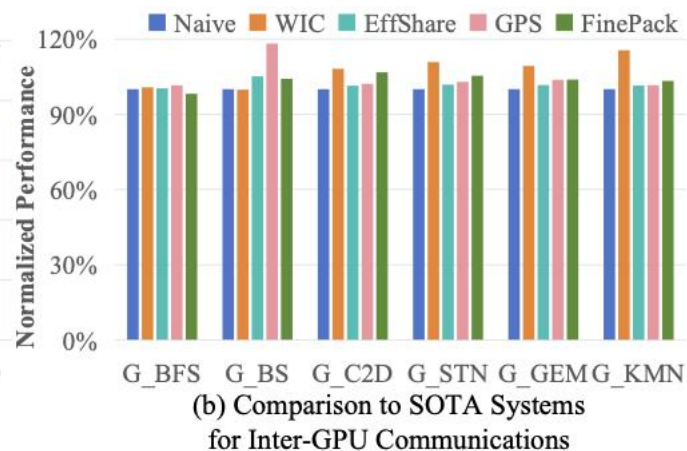 Naive WIC EffShare GPS FinePack
Normalized Performance
120%
90%
60%
30%
0%
G_BFS G_BS G_C2D G_STN G_GEM G_KMN
(b) Comparison to SOTA Systems
for Inter-GPU Communications